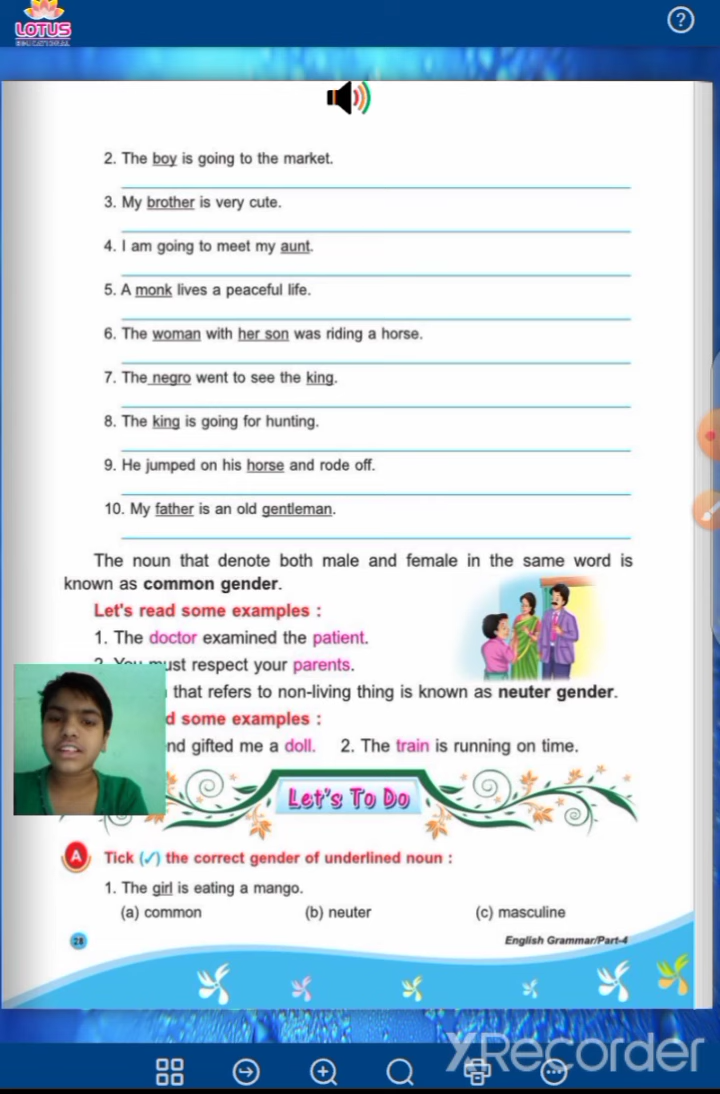 LOTUS
EDUCATIONAL
?
2. The boy is going to the market.
3. My brother is very cute.
4. I am going to meet my aunt.
5. A monk lives a peaceful life.
6. The woman with her son was riding a horse.
7. The negro went to see the king.
8. The king is going for hunting.
9. He jumped on his horse and rode off.
10. My father is an old gentleman.
The noun that denote both male and female in the same word is
known as common gender.
Let's read some examples :
1. The doctor examined the patient.
must respect your parents.
that refers to non-living thing is known as neuter gender.
some examples :
gifted me a doll. 2. The train is running on time.
Let's To Do
A Tick (✓) the correct gender of underlined noun :
1. The girl is eating a mango.
(a) common (b) neuter (c) masculine
28 English Grammar/Part-4
XRecorder